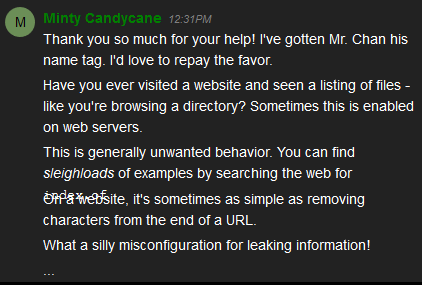 M
Minty Candycane 12:31PM
Thank you so much for your help! I've gotten Mr. Chan his
name tag. I'd love to repay the favor.
Have you ever visited a website and seen a listing of files -
like you're browsing a directory? Sometimes this is enabled
on web servers.
This is generally unwanted behavior. You can find
sleighloads of examples by searching the web for
index.of
On a website, it's sometimes as simple as removing
characters from the end of a URL.
What a silly misconfiguration for leaking information!
...